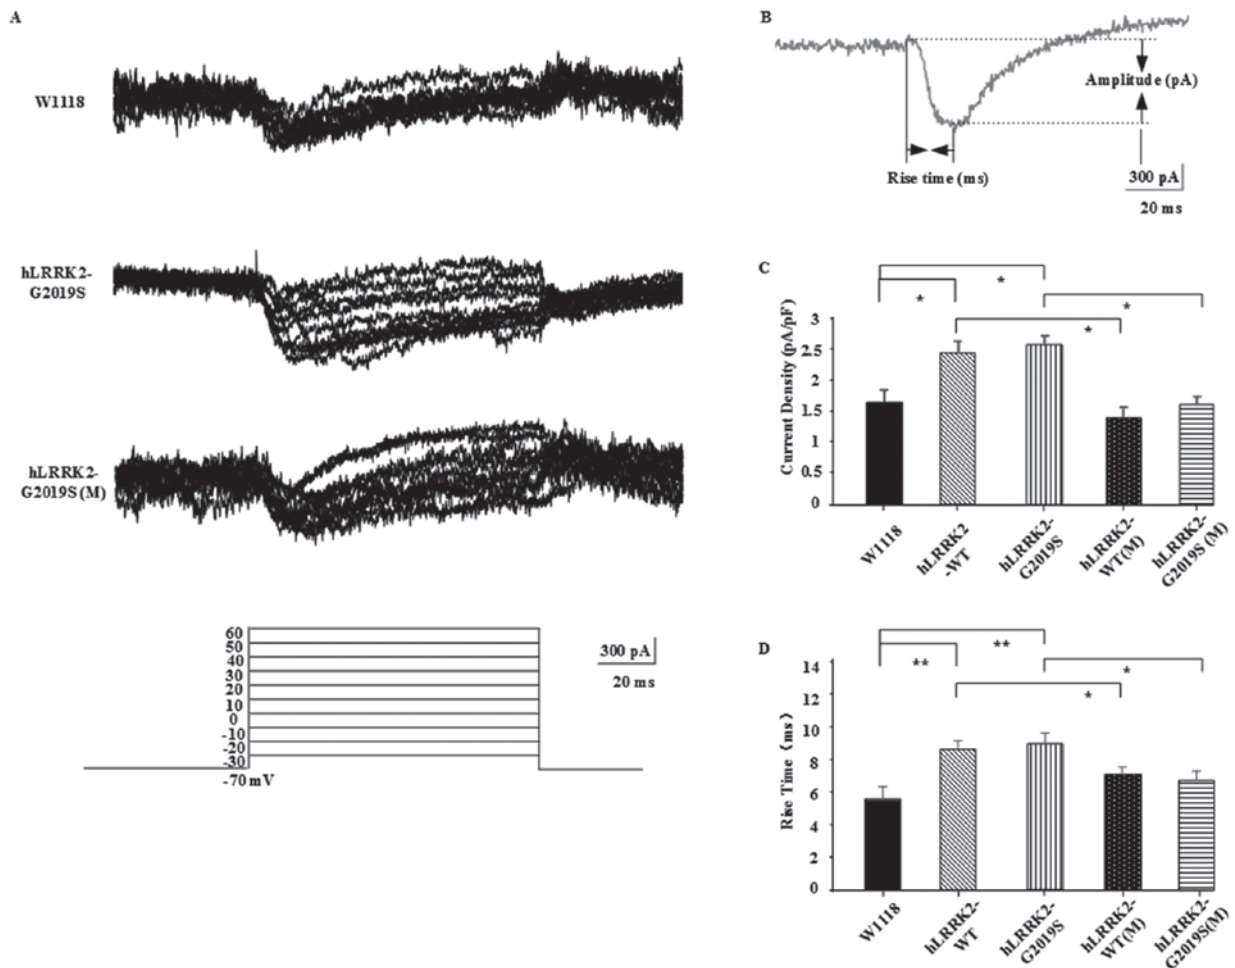 A
W1118
hLRRK2-
G2019S
hLRRK2-
G2019S (M)
60
50
40
30
20
10
0
-10
-20
-30
-70 mV
300 pA
20 ms
B
Amplitude (pA)
Rise time (ms)
300 pA
20 ms
C
*
*
*
*
Current Density (pA/pF)
3
2.5
2
1.5
1
0.5
0
W1118
hLRRK2
-WT
hLRRK2-
G2019S
hLRRK2-
WT(M)
hLRRK2-
G2019S (M)
D
**
**
*
*
Rise Time (ms)
14
12
10
8
6
4
2
0
W1118
hLRRK2-
WT
hLRRK2-
G2019S
hLRRK2-
WT(M)
hLRRK2-
G2019S(M)